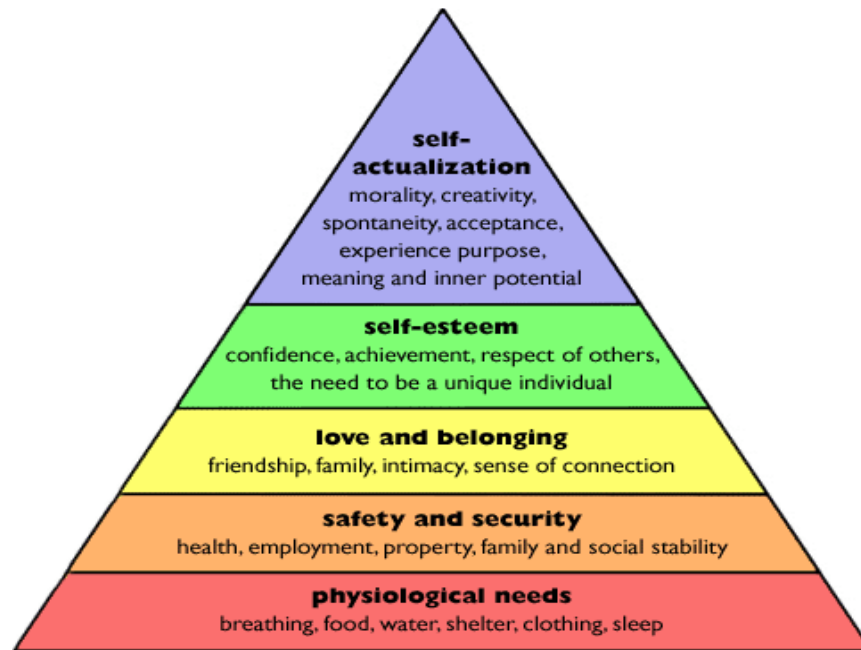 self-
actualization
morality, creativity,
spontaneity, acceptance,
experience purpose,
meaning and inner potential
self-esteem
confidence, achievement, respect of others,
the need to be a unique individual
love and belonging
friendship, family, intimacy, sense of connection
safety and security
health, employment, property, family and social stability
physiological needs
breathing, food, water, shelter, clothing, sleep